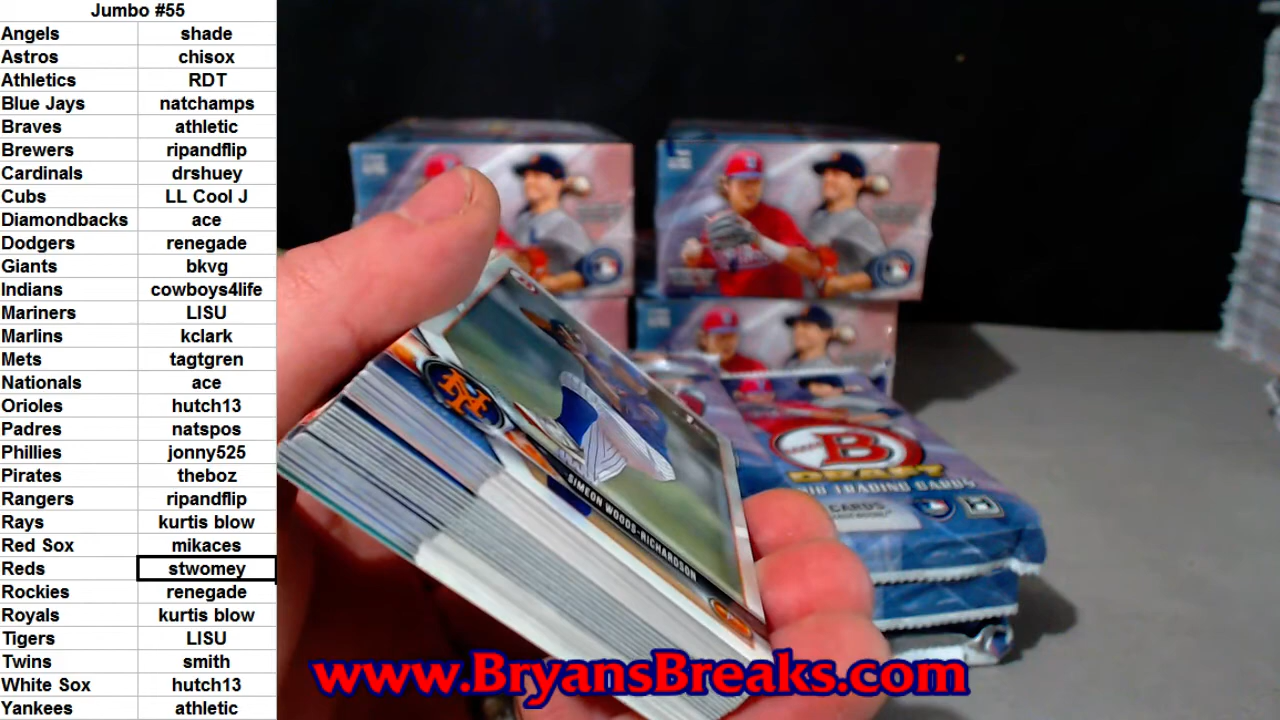 Jumbo #55
Angels shade
Astros chisox
Athletics RDT
Blue Jays natchamps
Braves athletic
Brewers ripandflip
Cardinals drshuey
Cubs LL Cool J
Diamondbacks ace
Dodgers renegade
Giants bkvg
Indians cowboys4life
Mariners LISU
Marlins kclark
Mets tagtgren
Nationals ace
Orioles hutch13
Padres natspos
Phillies jonny525
Pirates theboz
Rangers ripandflip
Rays kurtis blow
Red Sox mikaces
Reds stwomey
Rockies renegade
Royals kurtis blow
Tigers LISU
Twins smith
White Sox hutch13
Yankees athletic
SIMEON WOODS-RICHARDSON
B
DRAFT
TRADING CARDS
CARDS
www.BryansBreaks.com